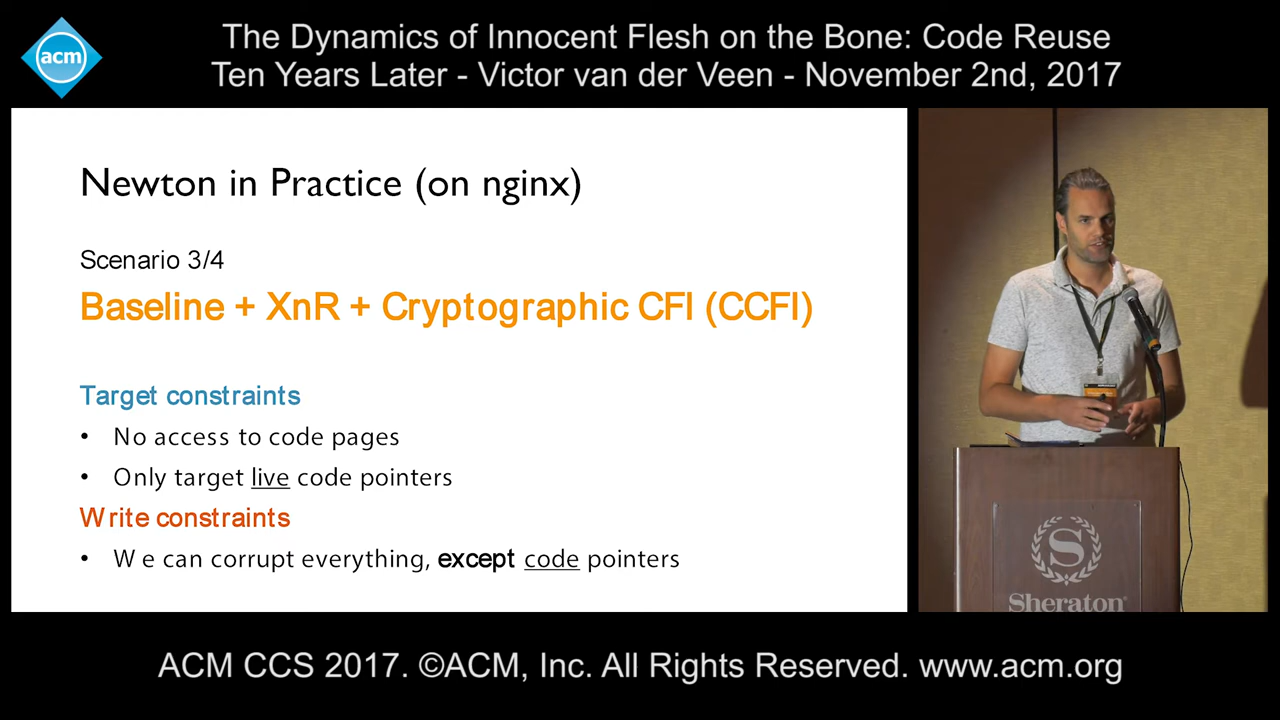 acm
The Dynamics of Innocent Flesh on the Bone: Code Reuse
Ten Years Later - Victor van der Veen - November 2nd, 2017
Newton in Practice (on nginx)
Scenario 3/4
Baseline + XnR + Cryptographic CFI (CCFI)
Target constraints
• No access to code pages
• Only target live code pointers
Write constraints
• We can corrupt everything, except code pointers
S
Sheraton®
ACM CCS 2017. ©ACM, Inc. All Rights Reserved. www.acm.org